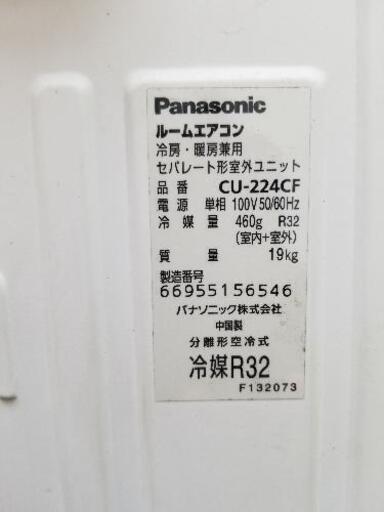 Panasonic
ルームエアコン
冷房・暖房兼用
セパレート形室外ユニット
品番 CU-224CF
電源 単相 100V 50/60Hz
冷媒量 460g R32
(室内+室外)
質量 19kg
製造番号
66955156546
パナソニック株式会社
中国製
分離形空冷式
冷媒R32
F132073